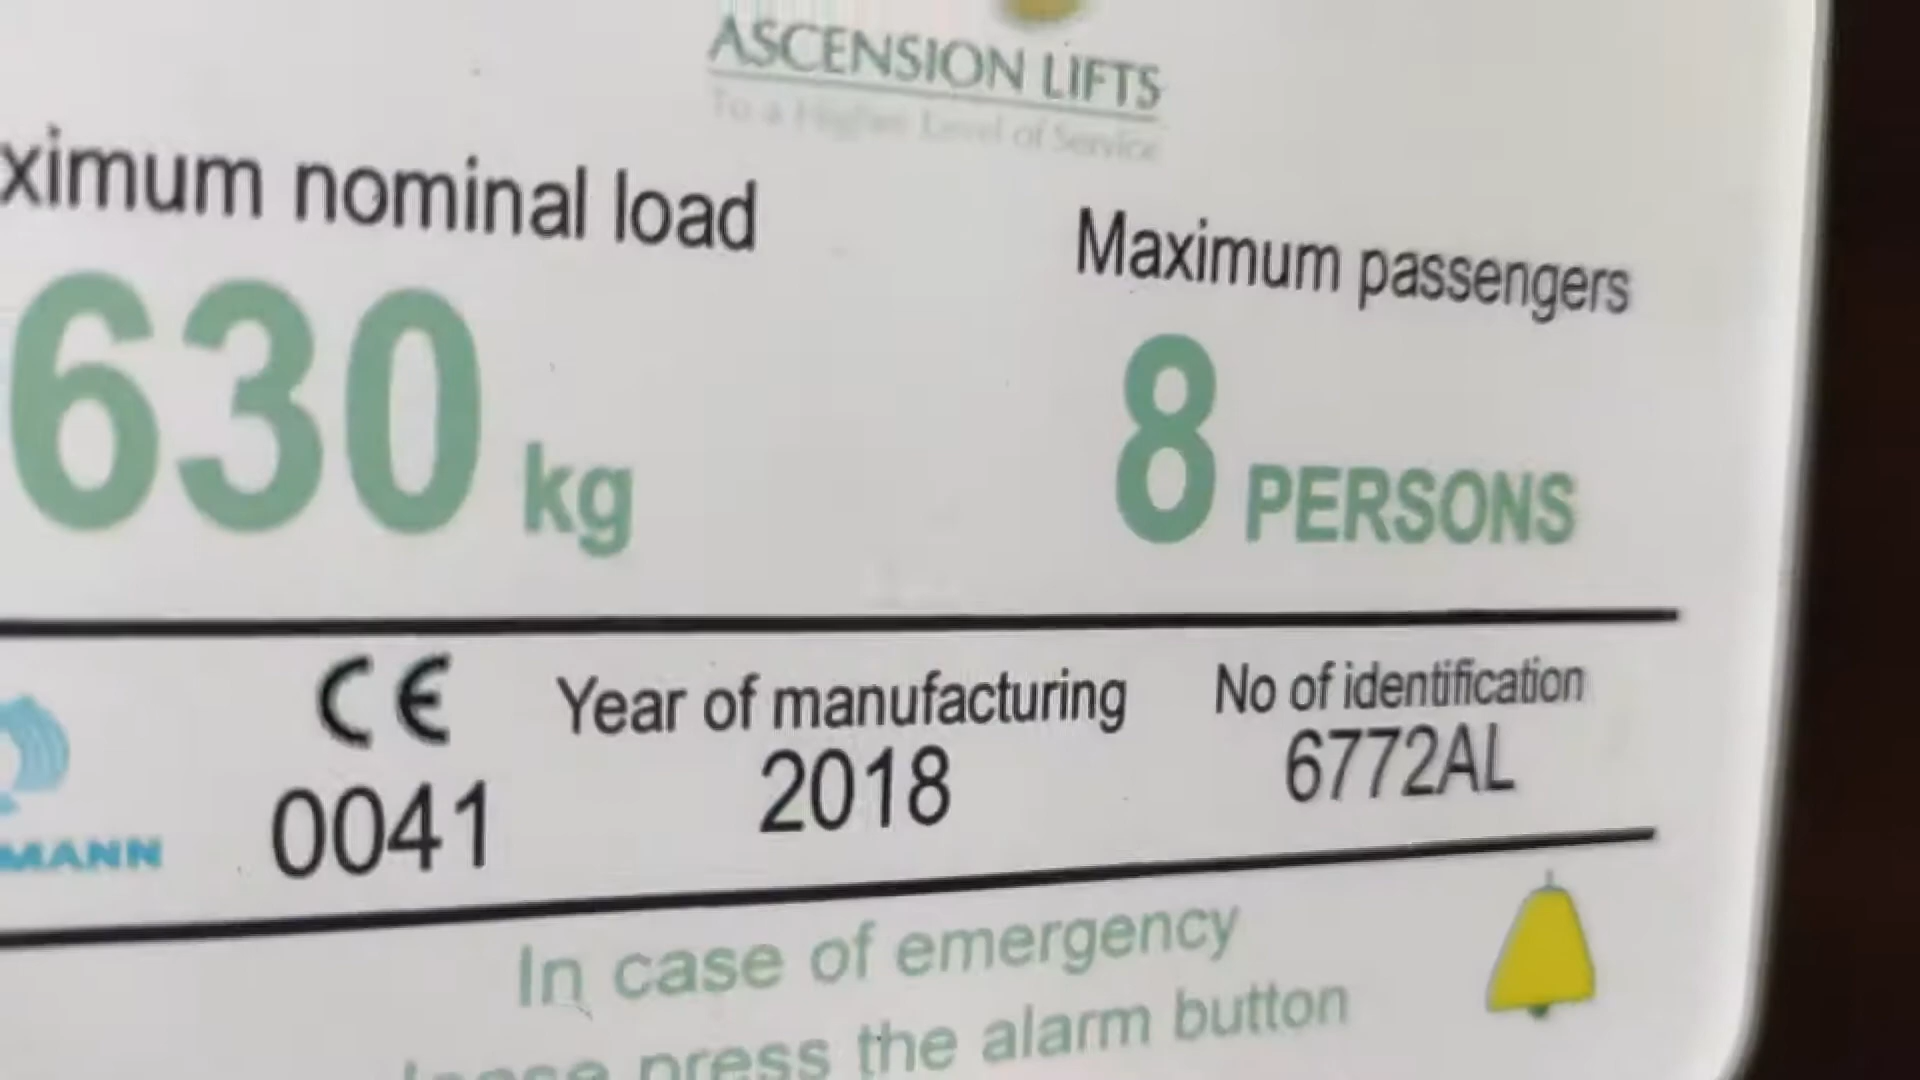 ASCENSION LIFTS
To a Higher Level of Service
ximum nominal load
Maximum passengers
630 kg
8 PERSONS
CE
0041
Year of manufacturing
2018
No of identification
6772AL
MANN
In case of emergency
press the alarm button